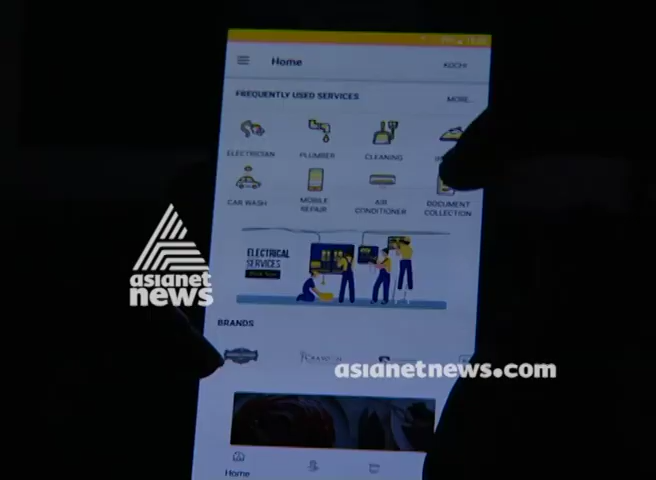 Home
KOCHI
FREQUENTLY USED SERVICES
MORE..
ELECTRICIAN
PLUMBER
CLEANING
CAR WASH
MOBILE
REPAIR
AIR
CONDITIONER
DOCUMENT
COLLECTION
ELECTRICAL
SERVICES
asianet
news
BRANDS
asianetnews.com
Home